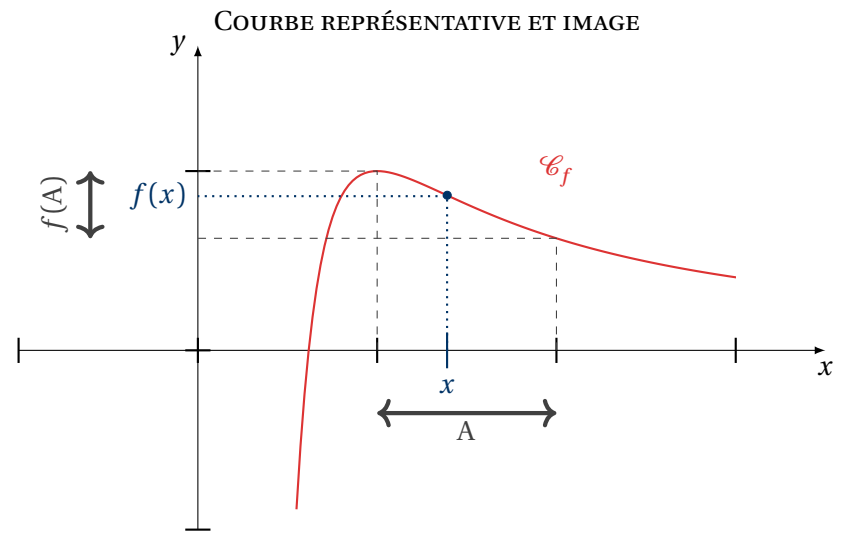 COURBE REPRÉSENTATIVE ET IMAGE
y
𝒞_f
f(A)
f(x)
x
x
A